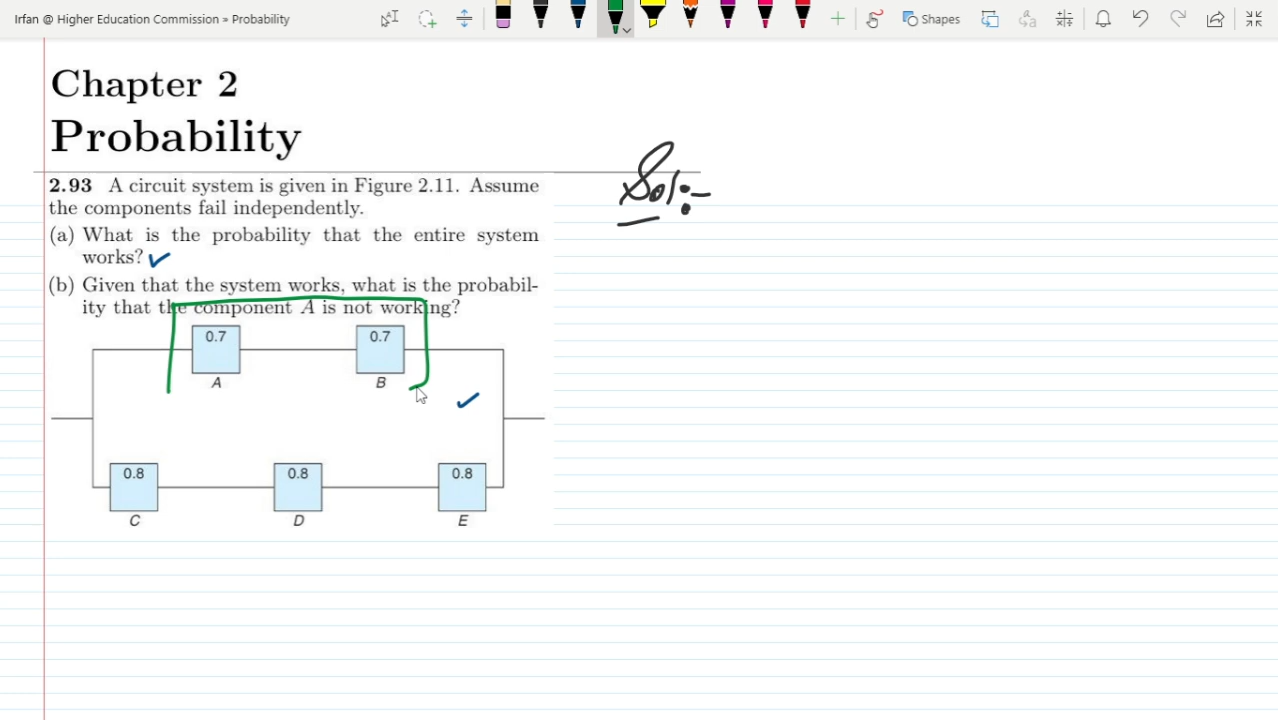 Irfan @ Higher Education Commission » Probability
Shapes
Chapter 2
Probability
Sol:-
2.93 A circuit system is given in Figure 2.11. Assume
the components fail independently.
(a) What is the probability that the entire system
works?
(b) Given that the system works, what is the probabil-
ity that the component A is not working?
0.7 0.7
A B
0.8 0.8 0.8
C D E